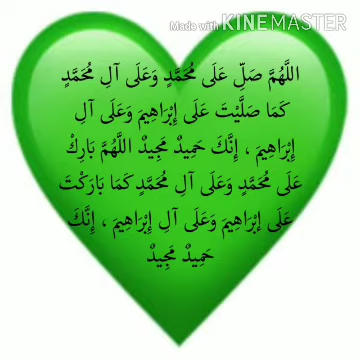 Made with KINEMASTER
اللَّهُمَّ صَلِّ عَلَى مُحَمَّدٍ وَعَلَى آلِ مُحَمَّدٍ
كَمَا صَلَّيْتَ عَلَى إِبْرَاهِيمَ وَعَلَى آلِ
إِبْرَاهِيمَ ، إِنَّكَ حَمِيدٌ مَجِيدٌ اللَّهُمَّ بَارِكْ
عَلَى مُحَمَّدٍ وَعَلَى آلِ مُحَمَّدٍ كَمَا بَارَكْتَ
عَلَى إِبْرَاهِيمَ وَعَلَى آلِ إِبْرَاهِيمَ ، إِنَّكَ
حَمِيدٌ مَجِيدٌ